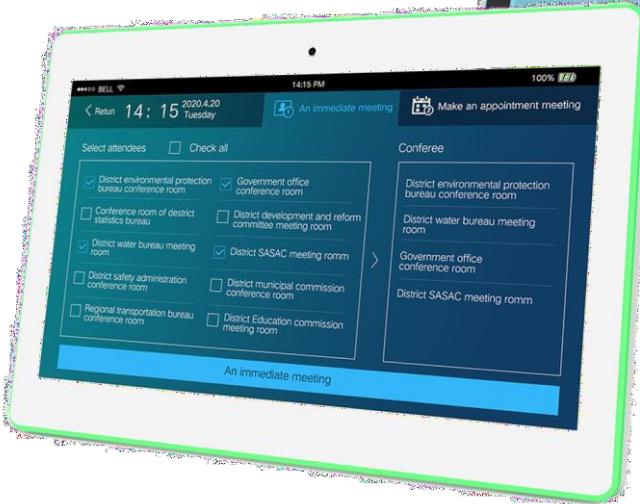 BELL
14:15 PM
100%
Retun
14: 15
2020.4.20
Tuesday
An immediate meeting
Make an appointment meeting
Select attendees
Check all
Conferee
District environmental protection
bureau conference room
Government office
conference room
Conference room of destrict
statistics bureau
District development and reform
committee meeting room
District water bureau meeting
room
District SASAC meeting romm
District safety administration
conference room
District municipal commission
conference room
Regional transportation bureau
conference room
District Education commission
meeting room
District environmental protection
bureau conference room
District water bureau meeting
room
Government office
conference room
District SASAC meeting romm
An immediate meeting